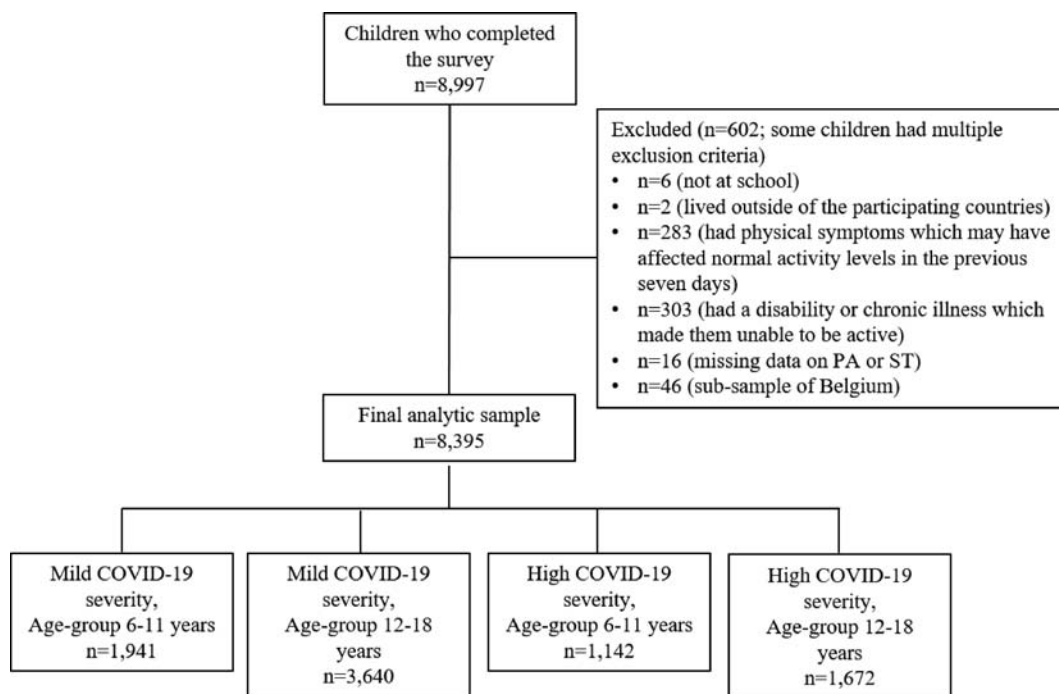 Children who completed
the survey
n=8,997
Excluded (n=602; some children had multiple
exclusion criteria)
• n=6 (not at school)
• n=2 (lived outside of the participating countries)
• n=283 (had physical symptoms which may have
affected normal activity levels in the previous
seven days)
• n=303 (had a disability or chronic illness which
made them unable to be active)
• n=16 (missing data on PA or ST)
• n=46 (sub-sample of Belgium)
Final analytic sample
n=8,395
Mild COVID-19
severity,
Age-group 6-11 years
n=1,941
Mild COVID-19
severity,
Age-group 12-18
years
n=3,640
High COVID-19
severity,
Age-group 6-11 years
n=1,142
High COVID-19
severity,
Age-group 12-18
years
n=1,672